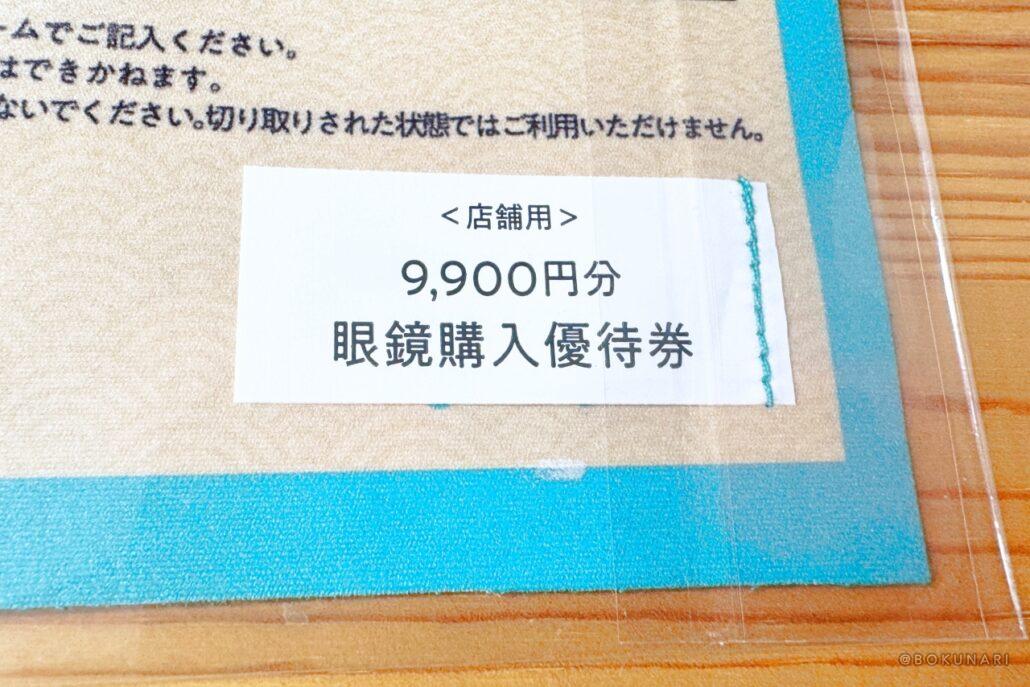 ームでご記入ください。
はできかねます。
ないでください。切り取りされた状態ではご利用いただけません。
<店舗用>
9,900円分
眼鏡購入優待券
@BOKUNARI